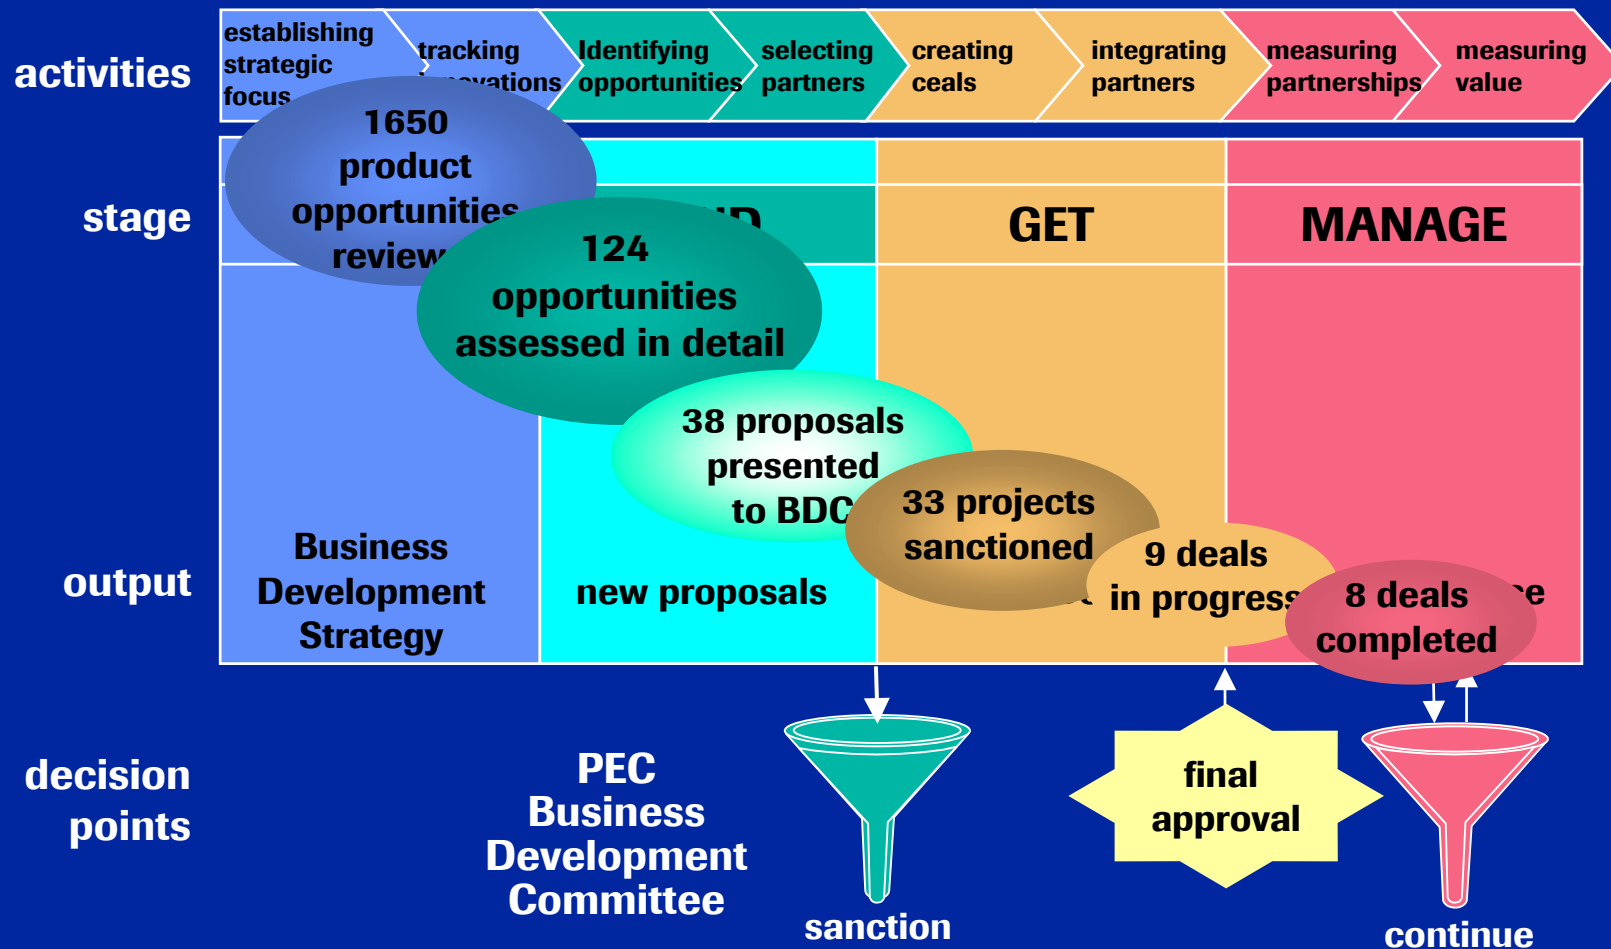 activities
establishing
strategic
focus
tracking
Identifying
opportunities
selecting
partners
creating
ceals
integrating
partners
measuring
partnerships
measuring
value
1650
product
opportunities
stage
GET
MANAGE
124
opportunities
assessed in detail
38 proposals
presented
to BDC
33 projects
sanctioned
9 deals
in progress
8 deals
completed
output
Business
Development
Strategy
new proposals
decision
points
PEC
Business
Development
Committee
sanction
final
approval
continue